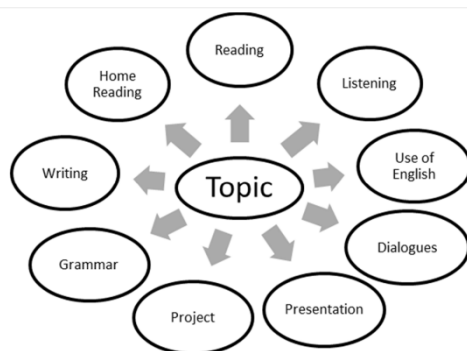 Reading
Home
Reading
Listening
Writing
Topic
Use of
English
Grammar
Dialogues
Project
Presentation